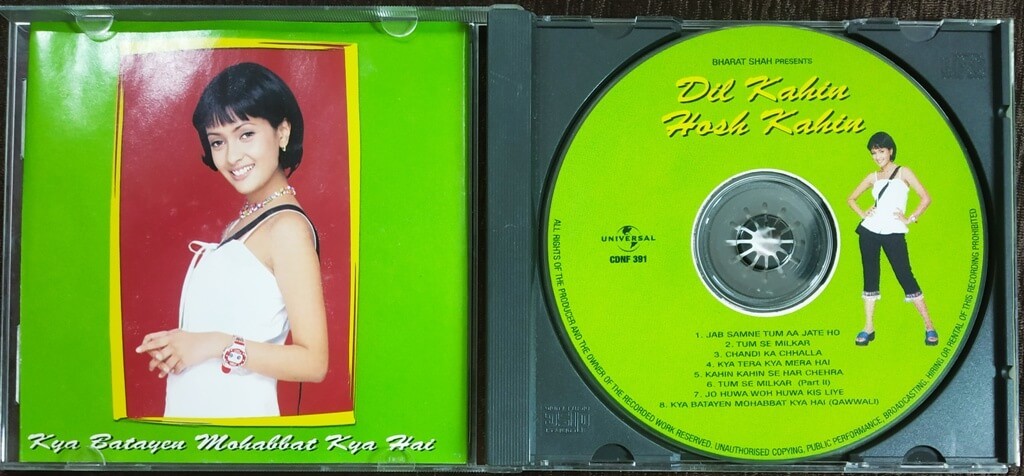 Kya Batayen Mohabbat Kya Hai
BHARAT SHAH PRESENTS
Dil Kahin
Hosh Kahin
UNIVERSAL
CDNF 391
1. JAB SAMNE TUM AA JATE HO
2. TUM SE MILKAR
3. CHANDI KA CHHALLA
4. KYA TERA KYA MERA HAI
5. KAHIN KAHIN SE HAR CHEHRA
6. TUM SE MILKAR (Part II)
7. JO HUWA WOH HUWA KIS LIYE
8. KYA BATAYEN MOHABBAT KYA HAI (QAWWALI)
ALL RIGHTS OF THE PRODUCER AND THE OWNER OF THE RECORDED WORK RESERVED. UNAUTHORISED COPYING, PUBLIC PERFORMANCE, BROADCASTING, HIRING OR RENTAL OF THIS RECORDING PROHIBITED